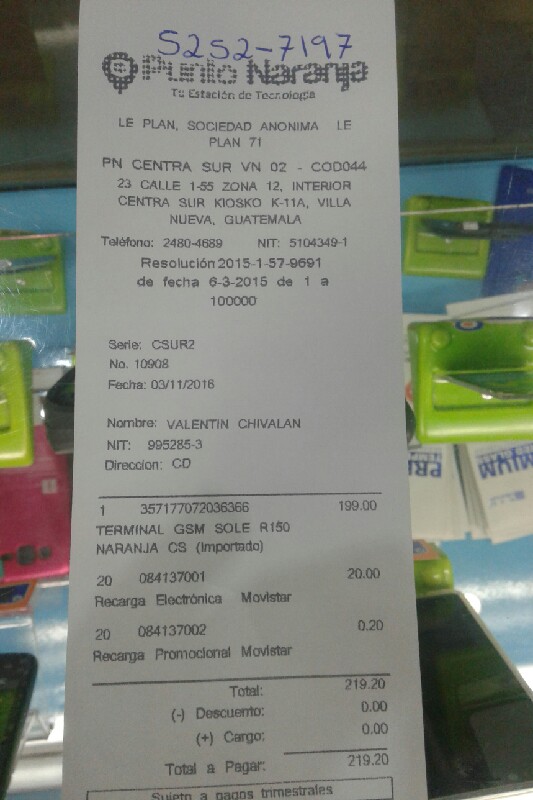 5252-7197
Punto Naranja
Tu Estación de Tecnología
LE PLAN, SOCIEDAD ANONIMA LE
PLAN 71
PN CENTRA SUR VN 02 - COD044
23 CALLE 1-55 ZONA 12, INTERIOR
CENTRA SUR KIOSKO K-11A, VILLA
NUEVA, GUATEMALA
Teléfono: 2480-4689 NIT: 5104349-1
Resolución 2015-1-57-9691
de fecha 6-3-2015 de 1 a
100000
Serie: CSUR2
No. 10908
Fecha: 03/11/2016
Nombre: VALENTIN CHIVALAN
NIT: 995285-3
Direccion: CD
1 357177072036366 199.00
TERMINAL GSM SOLE R150
NARANJA CS (Importado)
20 084137001 20.00
Recarga Electrónica Movistar
20 084137002 0.20
Recarga Promocional Movistar
Total: 219.20
(-) Descuento: 0.00
(+) Cargo: 0.00
Total a Pagar: 219.20
Sujeto a pagos trimestrales